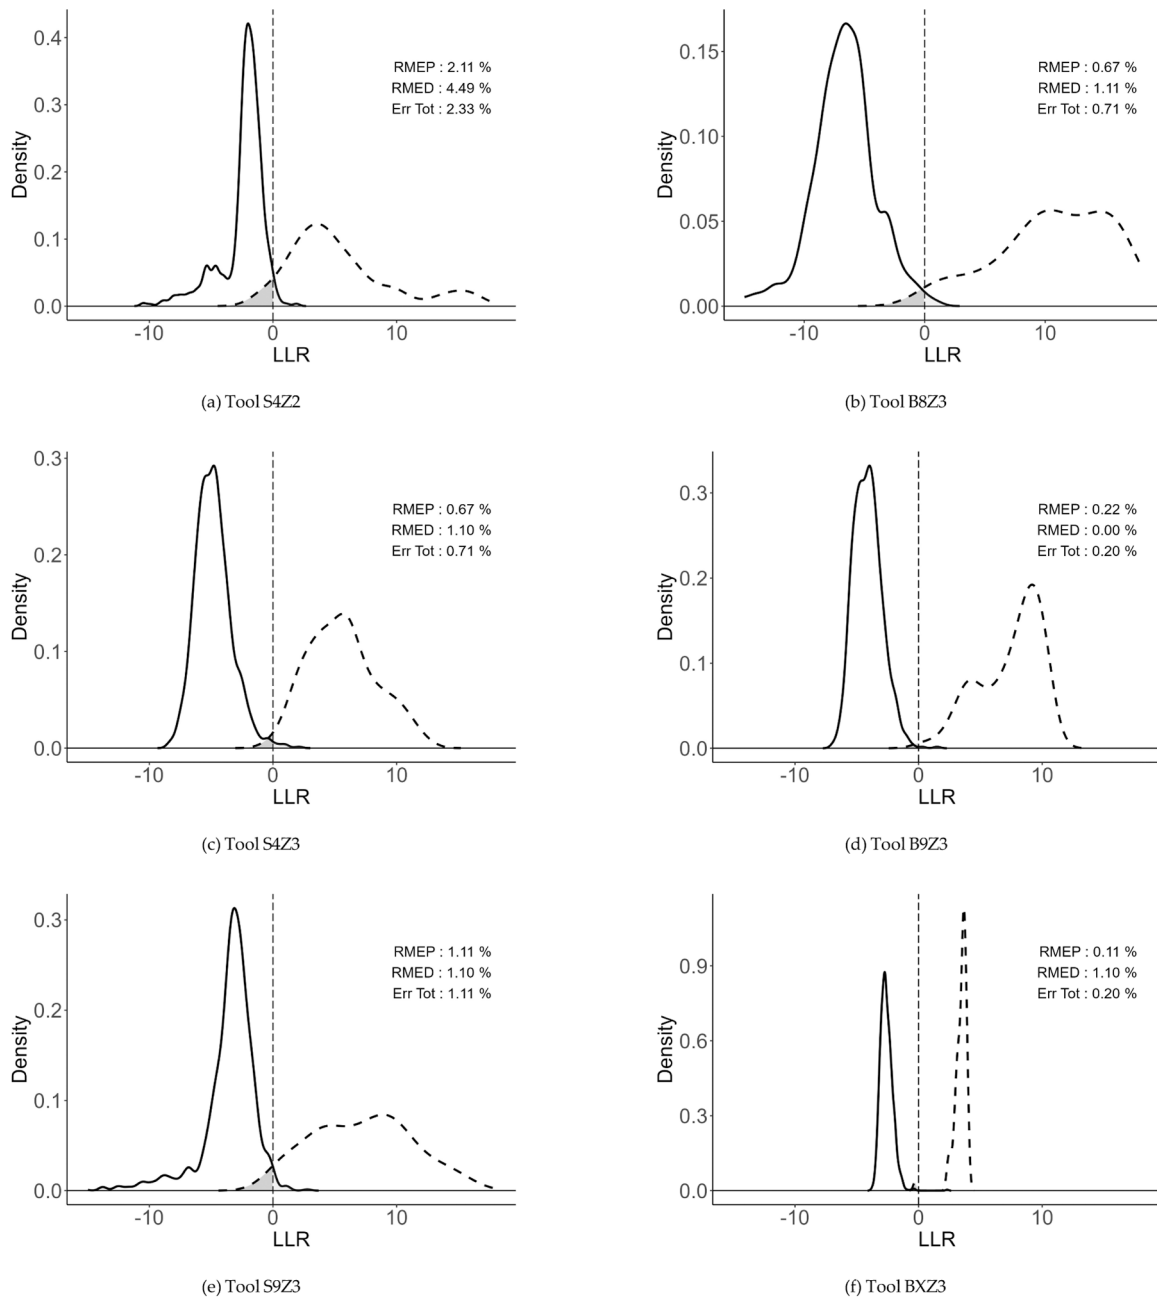 0.4
0.3
0.2
0.1
0.0
Density
RMEP : 2.11 %
RMED : 4.49 %
Err Tot : 2.33 %
-10 0 10
LLR
(a) Tool S4Z2
0.15
0.10
0.05
0.00
Density
RMEP : 0.67 %
RMED : 1.11 %
Err Tot : 0.71 %
-10 0 10
LLR
(b) Tool B8Z3
0.3
0.2
0.1
0.0
Density
RMEP : 0.67 %
RMED : 1.10 %
Err Tot : 0.71 %
-10 0 10
LLR
(c) Tool S4Z3
0.3
0.2
0.1
0.0
Density
RMEP : 0.22 %
RMED : 0.00 %
Err Tot : 0.20 %
-10 0 10
LLR
(d) Tool B9Z3
0.3
0.2
0.1
0.0
Density
RMEP : 1.11 %
RMED : 1.10 %
Err Tot : 1.11 %
-10 0 10
LLR
(e) Tool S9Z3
0.9
0.6
0.3
0.0
Density
RMEP : 0.11 %
RMED : 1.10 %
Err Tot : 0.20 %
-10 0 10
LLR
(f) Tool BXZ3